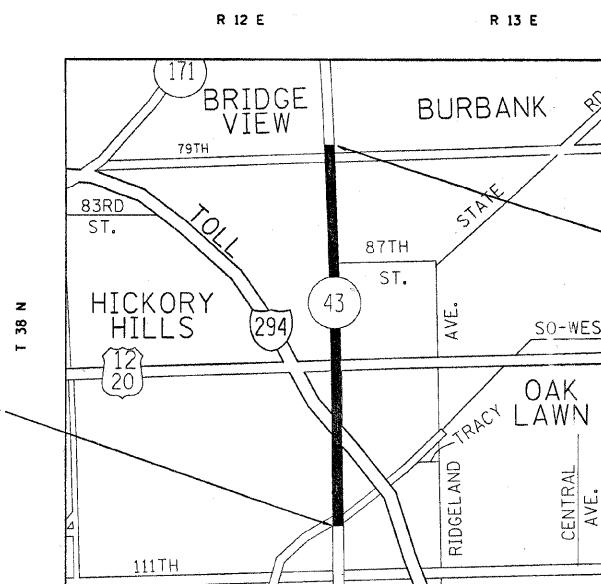 R 12 E
R 13 E
171
BRIDGE
VIEW
BURBANK
RD
79TH
83RD
ST.
TOLL
STATE
87TH
ST.
T 38 N
HICKORY
HILLS
294
43
AVE.
SO-WES
12
20
OAK
LAWN
TRACY
RIDGELAND
CENTRAL
AVE.
111TH